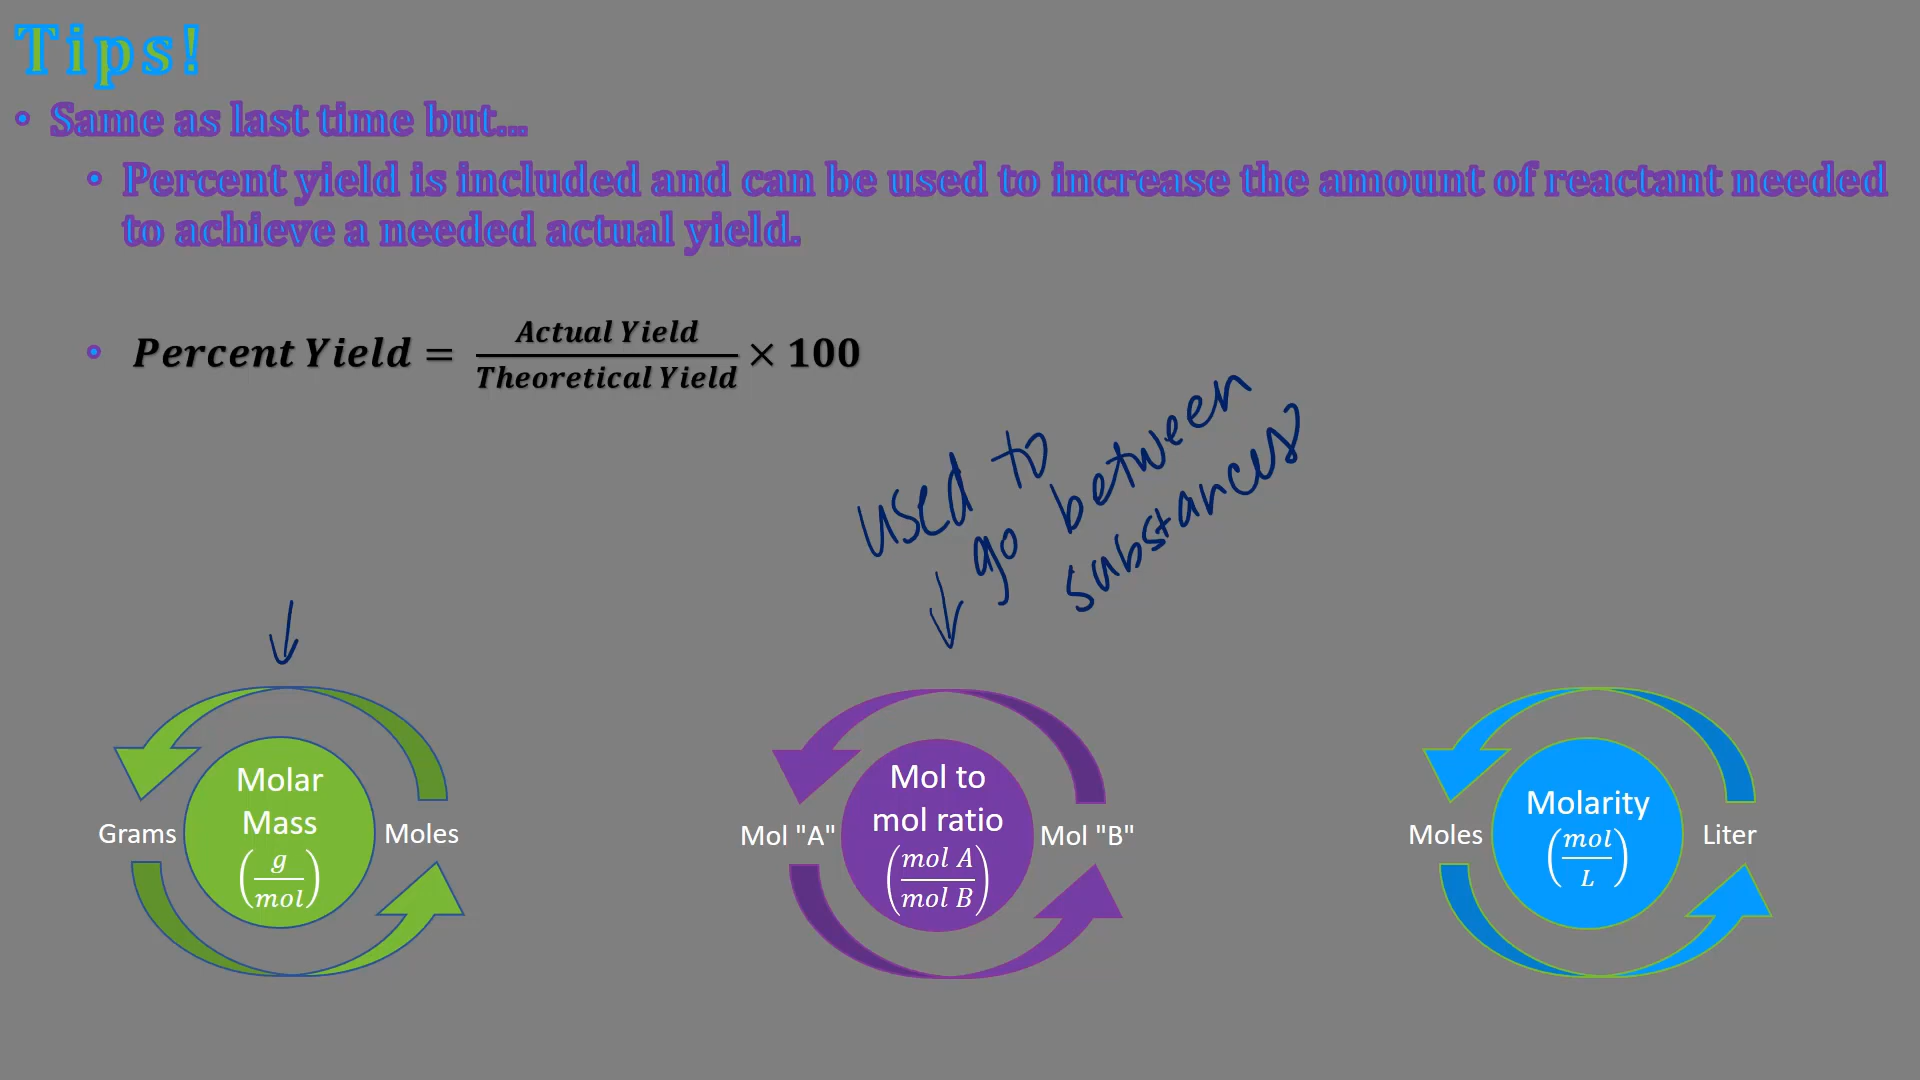 Tips!
• Same as last time but...
• Percent yield is included and can be used to increase the amount of reactant needed
to achieve a needed actual yield.
• Percent Yield = Actual Yield / Theoretical Yield × 100
used to
go between
substances
Molar
Mass
(g/mol)
Grams
Moles
Mol to
mol ratio
(mol A/mol B)
Mol "A"
Mol "B"
Molarity
(mol/L)
Moles
Liter